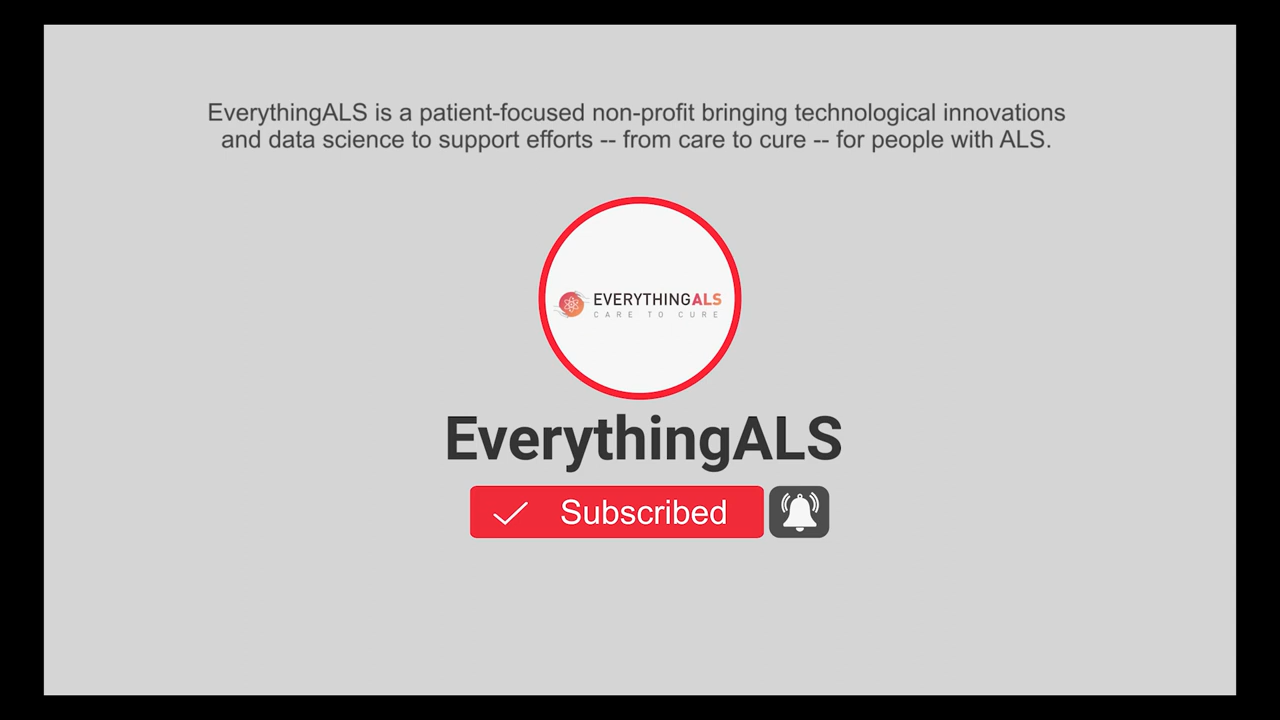 EverythingALS is a patient-focused non-profit bringing technological innovations
and data science to support efforts -- from care to cure -- for people with ALS.
EVERYTHINGALS
CARE TO CURE
EverythingALS
Subscribed